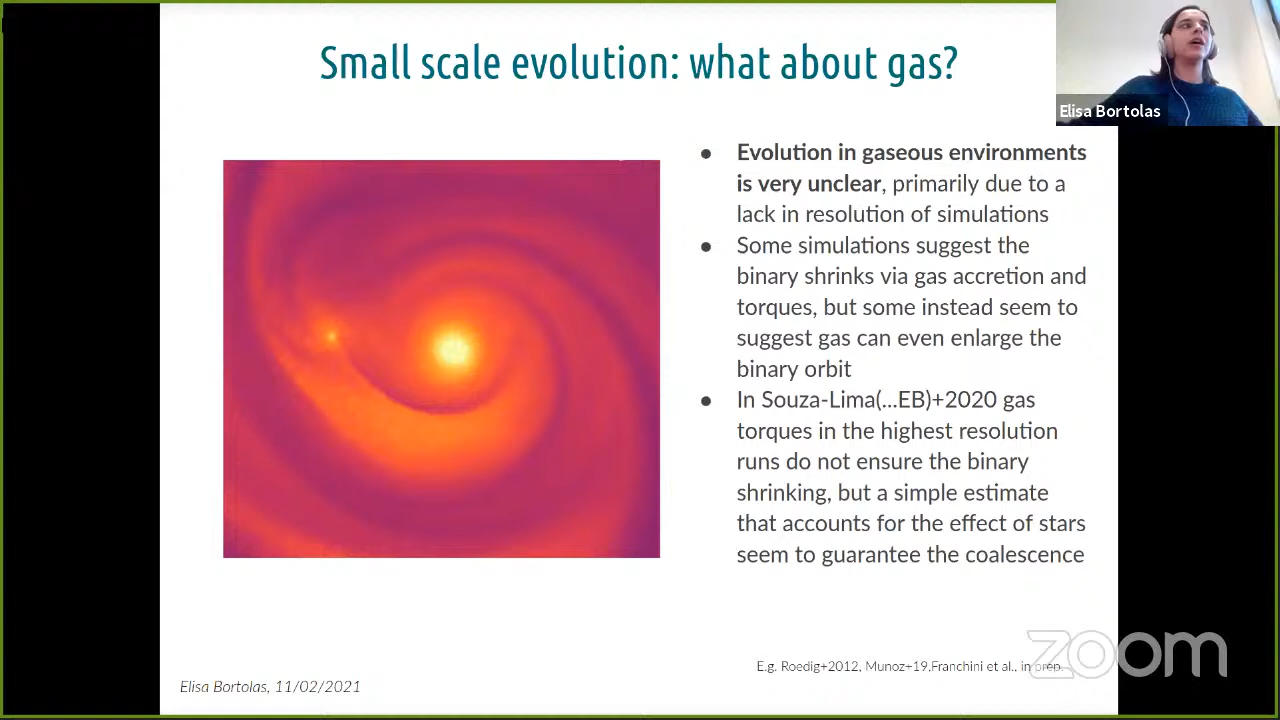 Small scale evolution: what about gas?
Elisa Bortolas
● Evolution in gaseous environments
is very unclear, primarily due to a
lack in resolution of simulations
● Some simulations suggest the
binary shrinks via gas accretion and
torques, but some instead seem to
suggest gas can even enlarge the
binary orbit
● In Souza-Lima(...EB)+2020 gas
torques in the highest resolution
runs do not ensure the binary
shrinking, but a simple estimate
that accounts for the effect of stars
seem to guarantee the coalescence
E.g. Roedig+2012, Munoz+19,Franchini et al., in prep.
zoom
Elisa Bortolas, 11/02/2021